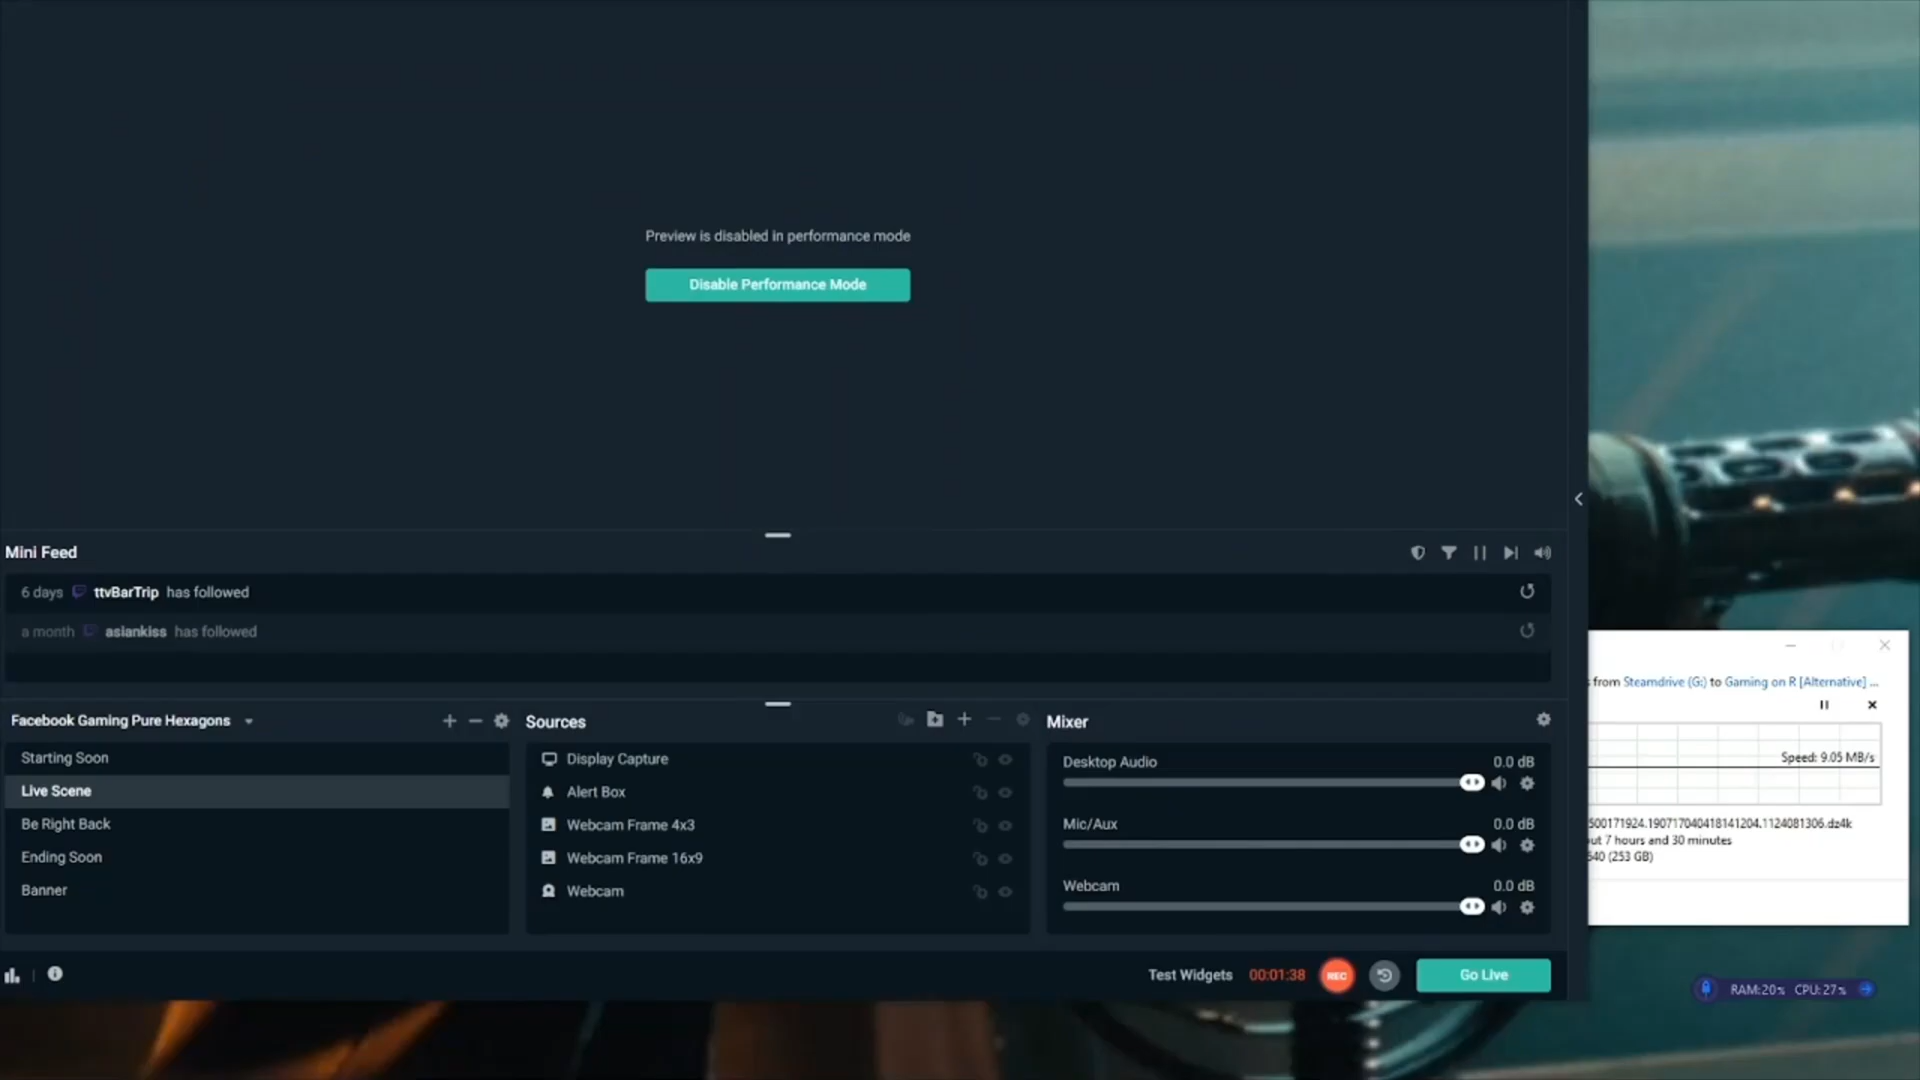 Preview is disabled in performance mode
Disable Performance Mode
Mini Feed
6 days ttvBarTrip has followed
a month asiankiss has followed
Facebook Gaming Pure Hexagons
Starting Soon
Live Scene
Be Right Back
Ending Soon
Banner
Sources
Display Capture
Alert Box
Webcam Frame 4x3
Webcam Frame 16x9
Webcam
Mixer
Desktop Audio 0.0 dB
Mic/Aux 0.0 dB
Webcam 0.0 dB
Test Widgets 00:01:38 REC Go Live
from Steamdrive (G:) to Gaming on R [Alternative] ...
Speed: 9.05 MB/s
500171924.190717040418141204.1124081306.dz4k
7 hours and 30 minutes
(253 GB)
RAM:20% CPU:27%